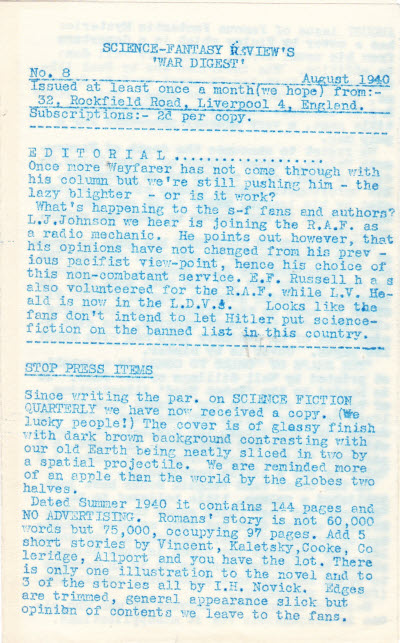 SCIENCE-FANTASY REVIEW'S
'WAR DIGEST'
No. 8 August 1940
Issued at least once a month(we hope) from:-
32, Rockfield Road, Liverpool 4, England.
Subscriptions:- 2d per copy.
E D I T O R I A L ..................
Once more Wayfarer has not come through with
his column but we're still pushing him - the
lazy blighter - or is it work?
What's happening to the s-f fans and authors?
L.J.Johnson we hear is joining the R.A.F. as
a radio mechanic. He points out however, that
his opinions have not changed from his prev -
ious pacifist view-point, hence his choice of
this non-combatant service. E.F. Russell h a s
also volunteered for the R.A.F. while L.V. He-
ald is now in the L.D.V.. Looks like the
fans don't intend to let Hitler put science-
fiction on the banned list in this country.
STOP PRESS ITEMS
Since writing the par. on SCIENCE FICTION
QUARTERLY we have now received a copy. (We
lucky people!) The cover is of glassy finish
with dark brown background contrasting with
our old Earth being neatly sliced in two by
a spatial projectile. We are reminded more
of an apple than the world by the globes two
halves.
Dated Summer 1940 it contains 144 pages and
NO ADVERTISING. Romans' story is not 60,000
words but 75,000, occupying 97 pages. Add 5
short stories by Vincent, Kaletsky,Cooke, Co
leridge, Allport and you have the lot. There
is only one illustration to the novel and to
3 of the stories all by I.H. Novick. Edges
are trimmed, general appearance slick but
opinion of contents we leave to the fans.